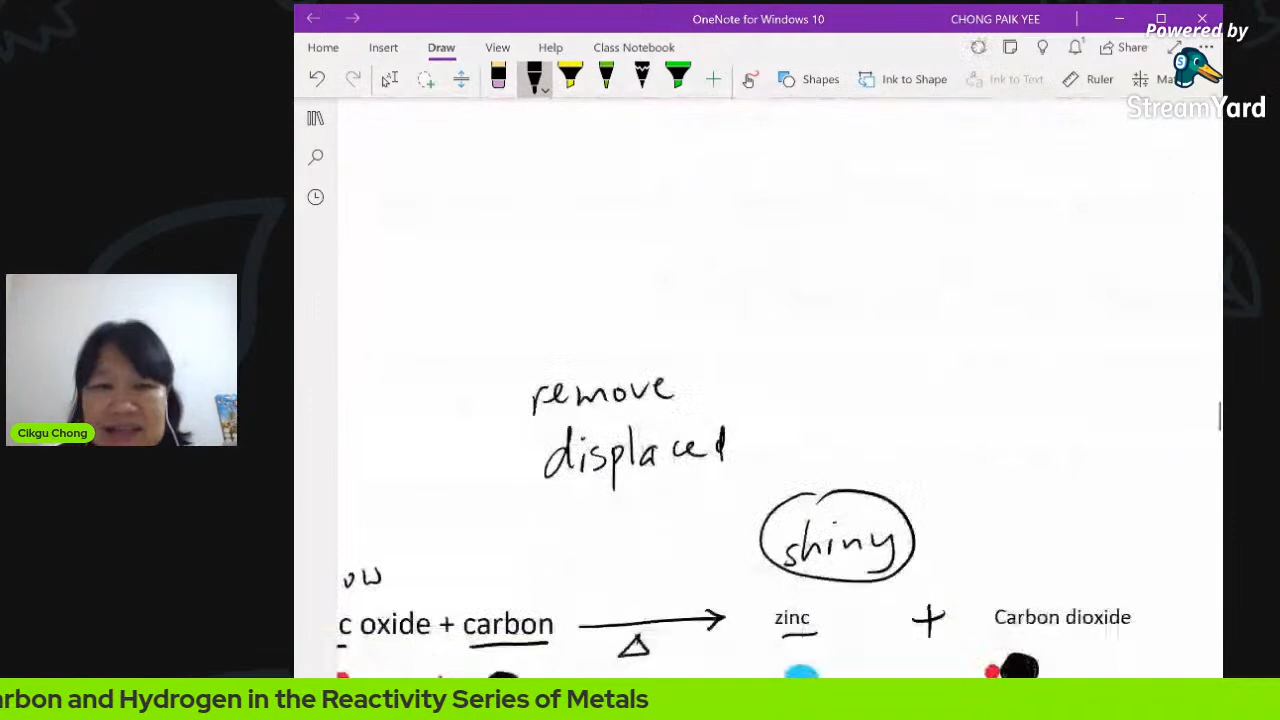 OneNote for Windows 10
CHONG PAIK YEE
Powered by
StreamYard
Home Insert Draw View Help Class Notebook Share
Shapes Ink to Shape Ink to Text Ruler
remove
displaced
shiny
ow
c oxide + carbon → zinc + Carbon dioxide
Δ
Cikgu Chong
arbon and Hydrogen in the Reactivity Series of Metals